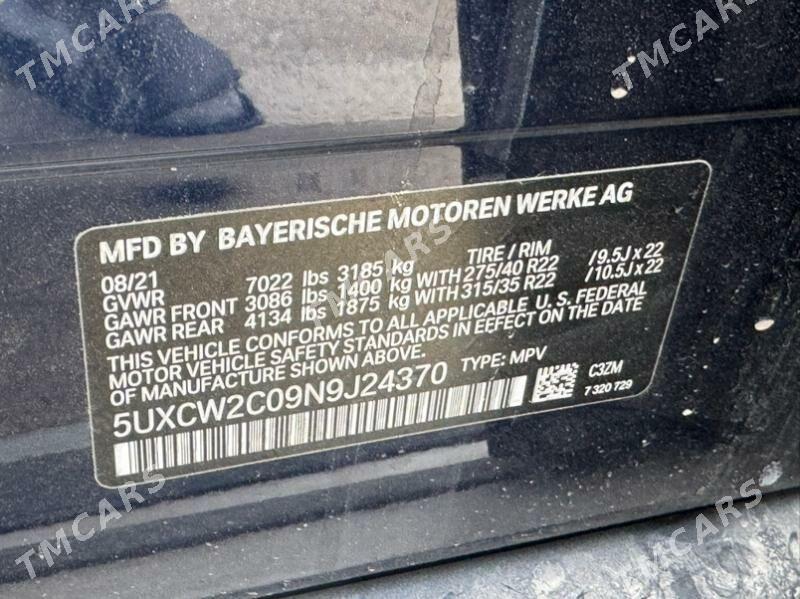 TMCARS
TMCARS
MFD BY BAYERISCHE MOTOREN WERKE AG
08/21 TIRE / RIM
GVWR 7022 lbs 3185 kg
GAWR FRONT 3086 lbs 1400 kg WITH 275/40 R22 /9.5J x 22
GAWR REAR 4134 lbs 1875 kg WITH 315/35 R22 /10.5J x 22
THIS VEHICLE CONFORMS TO ALL APPLICABLE U. S. FEDERAL
MOTOR VEHICLE SAFETY STANDARDS IN EFFECT ON THE DATE
OF MANUFACTURE SHOWN ABOVE.
5UXCW2C09N9J24370 TYPE: MPV C3ZM
7 320 729
TMCARS
TMCARS
TMCARS